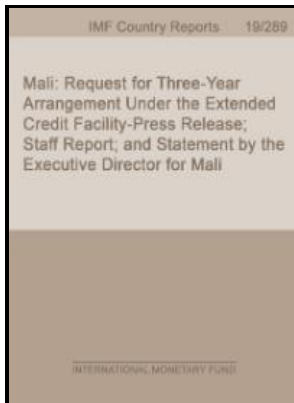 IMF Country Reports 19/289
Mali: Request for Three-Year
Arrangement Under the Extended
Credit Facility-Press Release;
Staff Report; and Statement by the
Executive Director for Mali
INTERNATIONAL MONETARY FUND